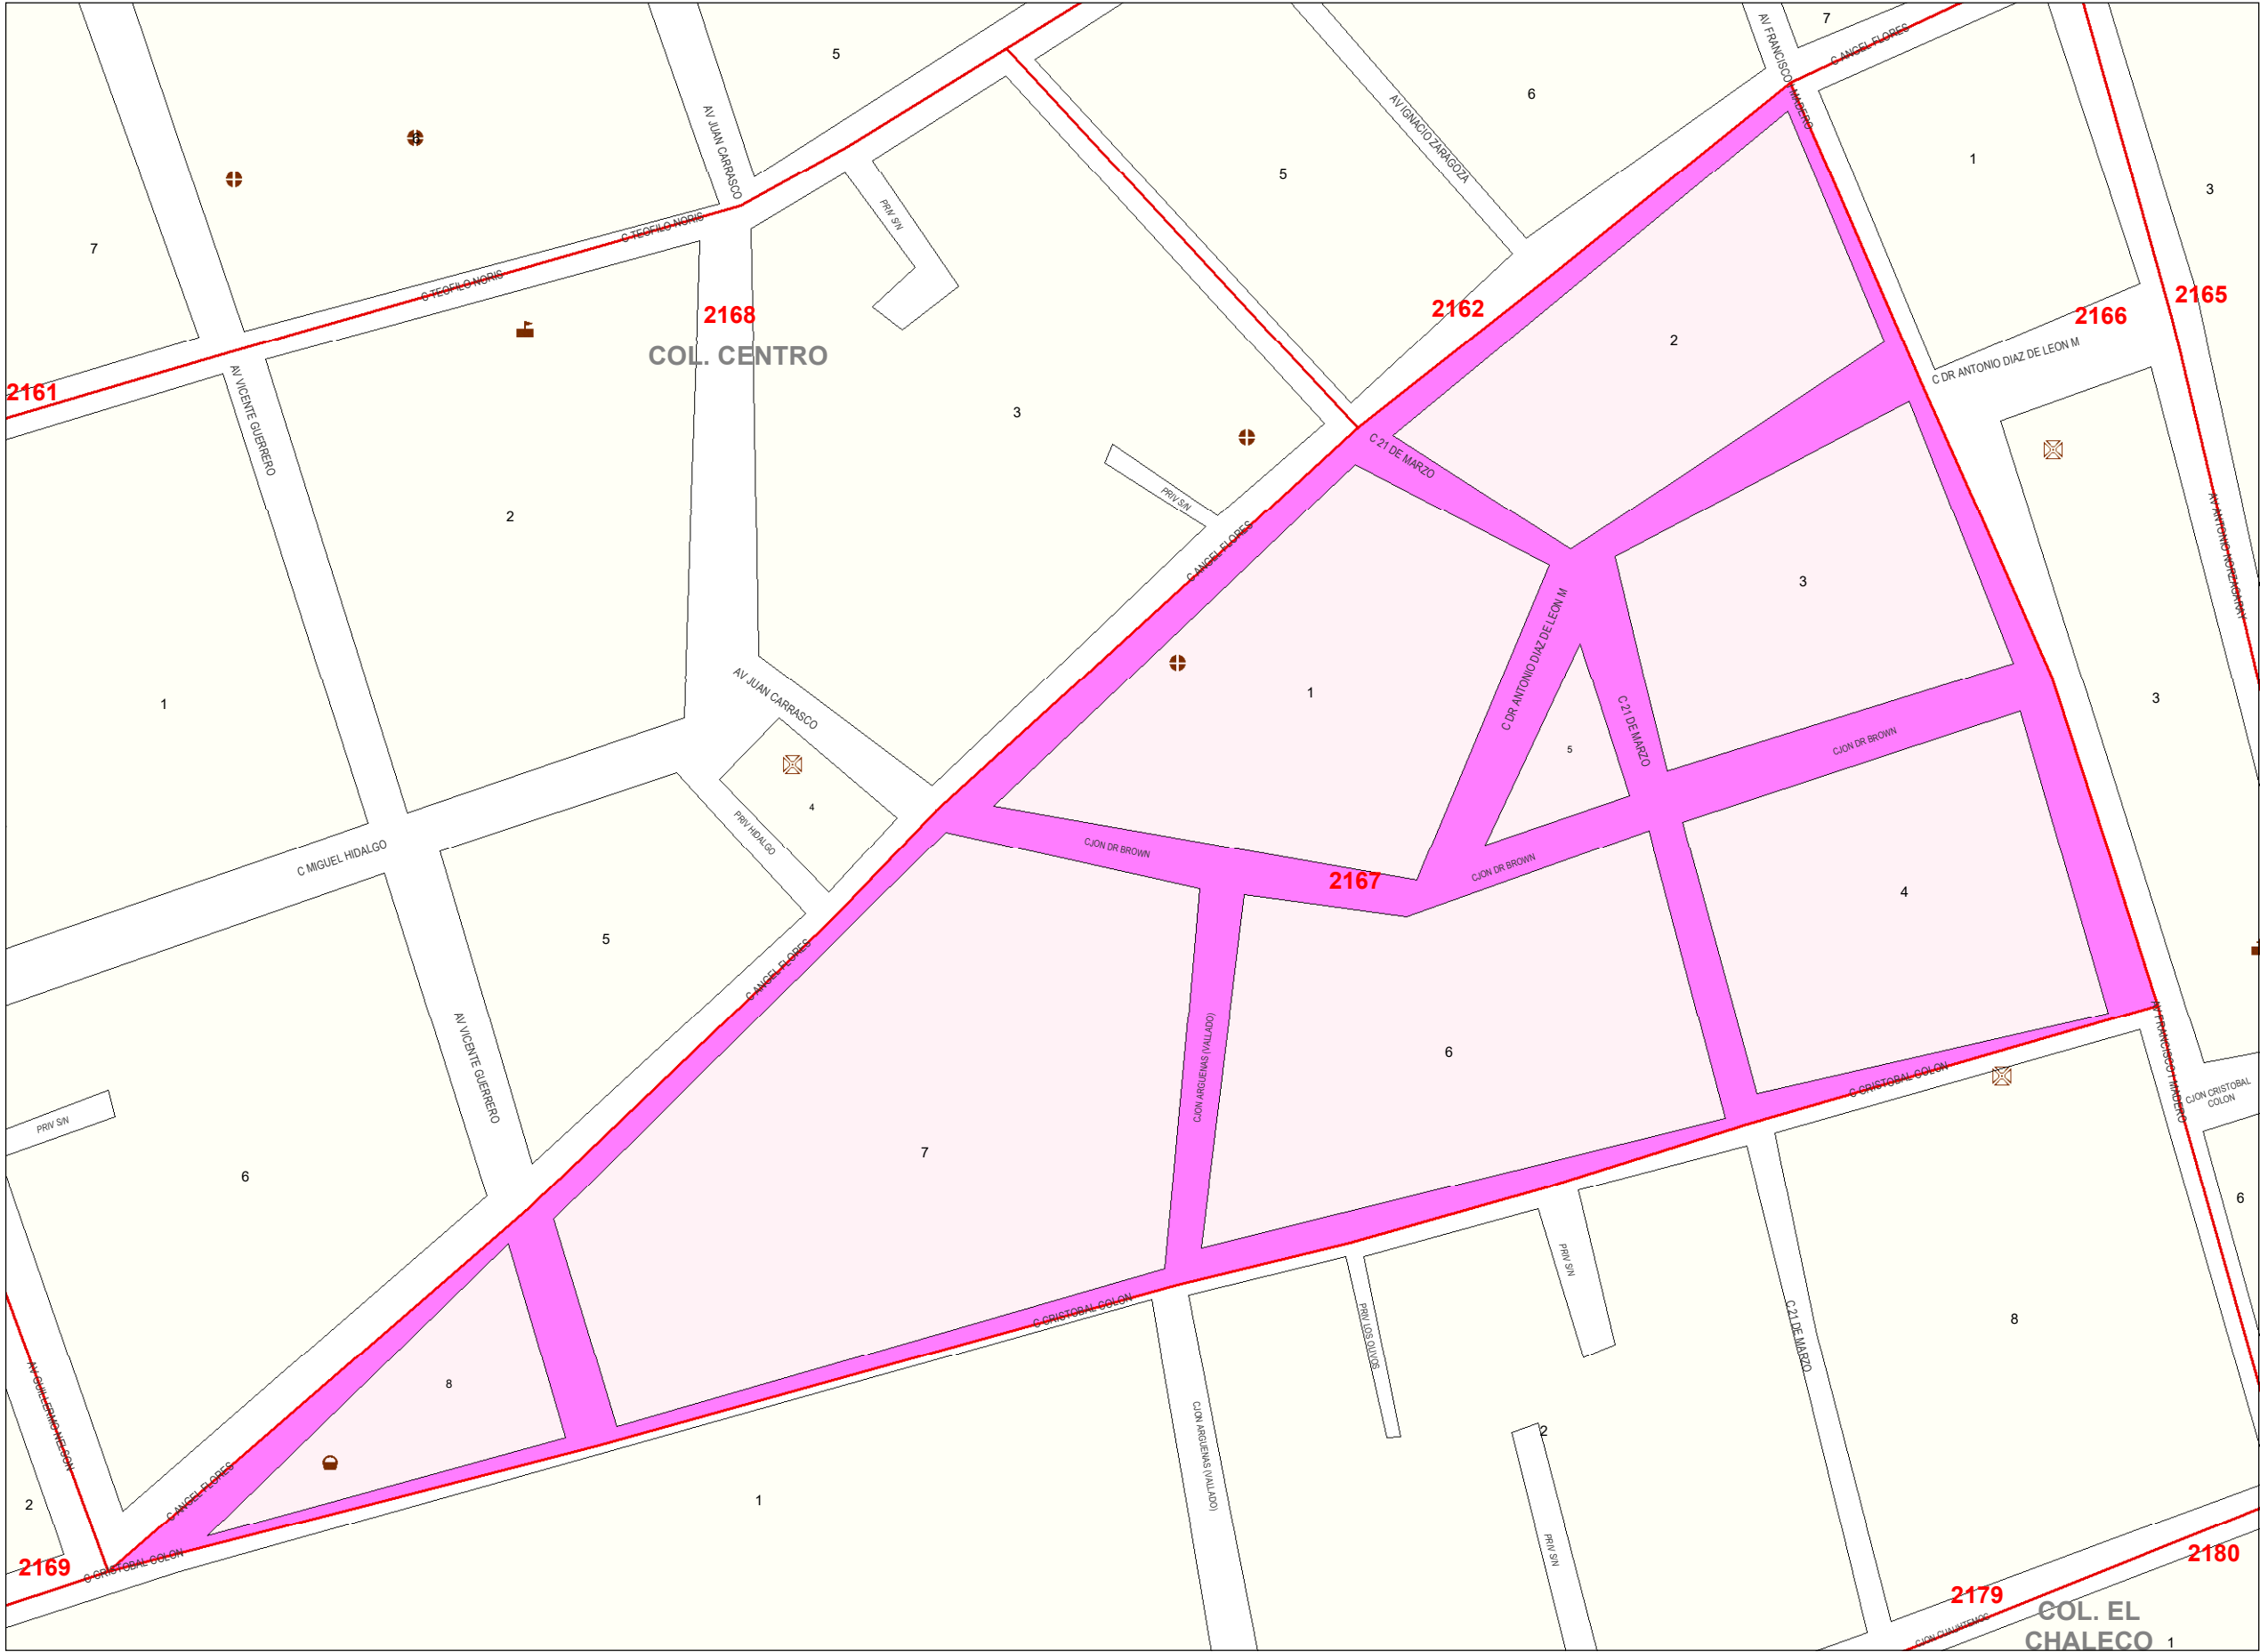 7
5
AV FRANCISCO I MADERO
C ANGEL FLORES
6
6
AV JUAN CARRASCO
AV IGNACIO ZARAGOZA
1
5
3
7
C TEOFILO NORIS
PRIV S/N
C TEOFILO NORIS
2168
2162
2165
2166
COL. CENTRO
2
C DR ANTONIO DIAZ DE LEON M
2161
AV VICENTE GUERRERO
3
C 21 DE MARZO
PRIV S/N
2
C ANGEL FLORES
AV ANTONIO NORZAGARAY
3
C DR ANTONIO DIAZ DE LEON M
1
1
AV JUAN CARRASCO
C 21 DE MARZO
3
5
CJON DR BROWN
4
PRIV HIDALGO
CJON DR BROWN
C MIGUEL HIDALGO
CJON DR BROWN
2167
4
5
C ANGEL FLORES
AV VICENTE GUERRERO
CJON ARGUENAS (VALLADO)
6
AV FRANCISCO I MADERO
C CRISTOBAL COLON
CJON CRISTOBAL
COLON
PRIV S/N
7
6
6
PRIV S/N
C CRISTOBAL COLON
PRIV LOS OLIVOS
C 21 DE MARZO
8
8
AV GUILLERMO NELSON
2
CJON ARGUENAS (VALLADO)
C ANGEL FLORES
1
2
PRIV S/N
2169
C CRISTOBAL COLON
2180
2179
COL. EL
CHALECO
CJON CUAUHTEMOC
1